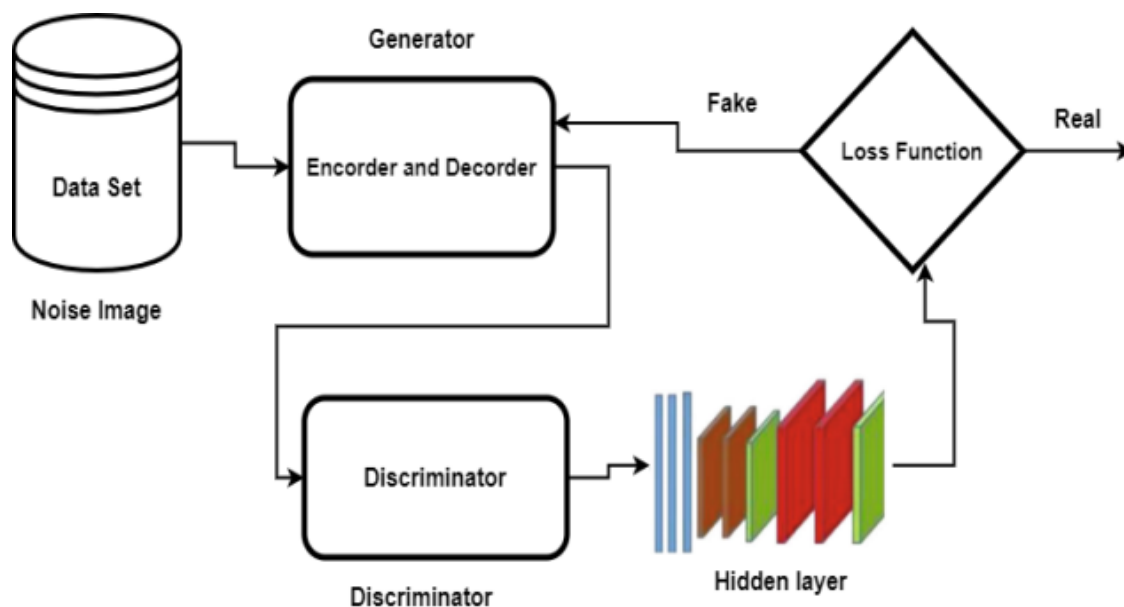 Generator
Fake
Real
Encorder and Decorder
Loss Function
Data Set
Noise Image
Discriminator
Hidden layer
Discriminator